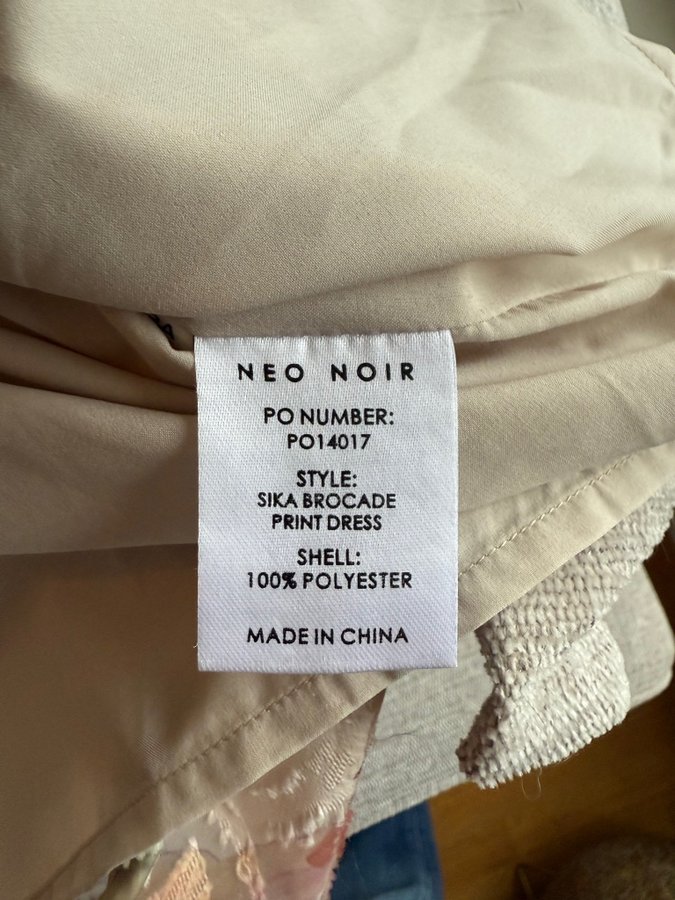 NEO NOIR
PO NUMBER:
PO14017
STYLE:
SIKA BROCADE
PRINT DRESS
SHELL:
100% POLYESTER
MADE IN CHINA